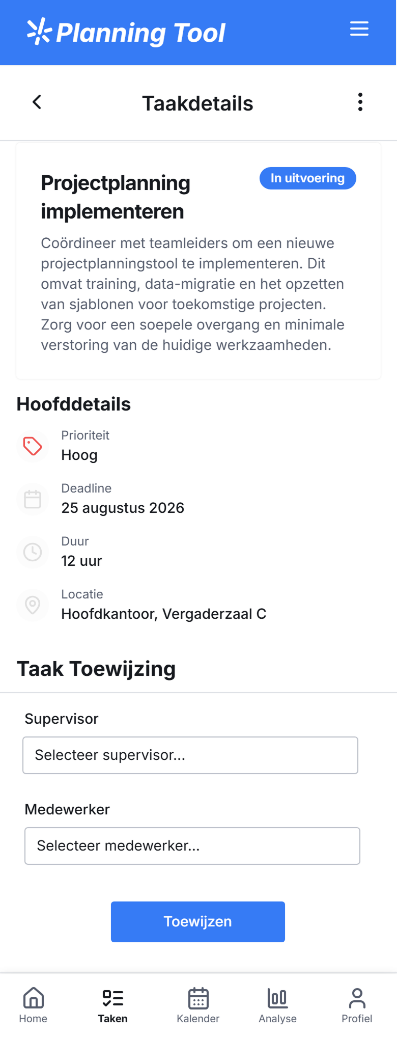 Planning Tool
Taakdetails
Projectplanning
implementeren
In uitvoering
Coördineer met teamleiders om een nieuwe
projectplanningstool te implementeren. Dit
omvat training, data-migratie en het opzetten
van sjablonen voor toekomstige projecten.
Zorg voor een soepele overgang en minimale
verstoring van de huidige werkzaamheden.
Hoofddetails
Prioriteit
Hoog
Deadline
25 augustus 2026
Duur
12 uur
Locatie
Hoofdkantoor, Vergaderzaal C
Taak Toewijzing
Supervisor
Selecteer supervisor...
Medewerker
Selecteer medewerker...
Toewijzen
Home
Taken
Kalender
Analyse
Profiel